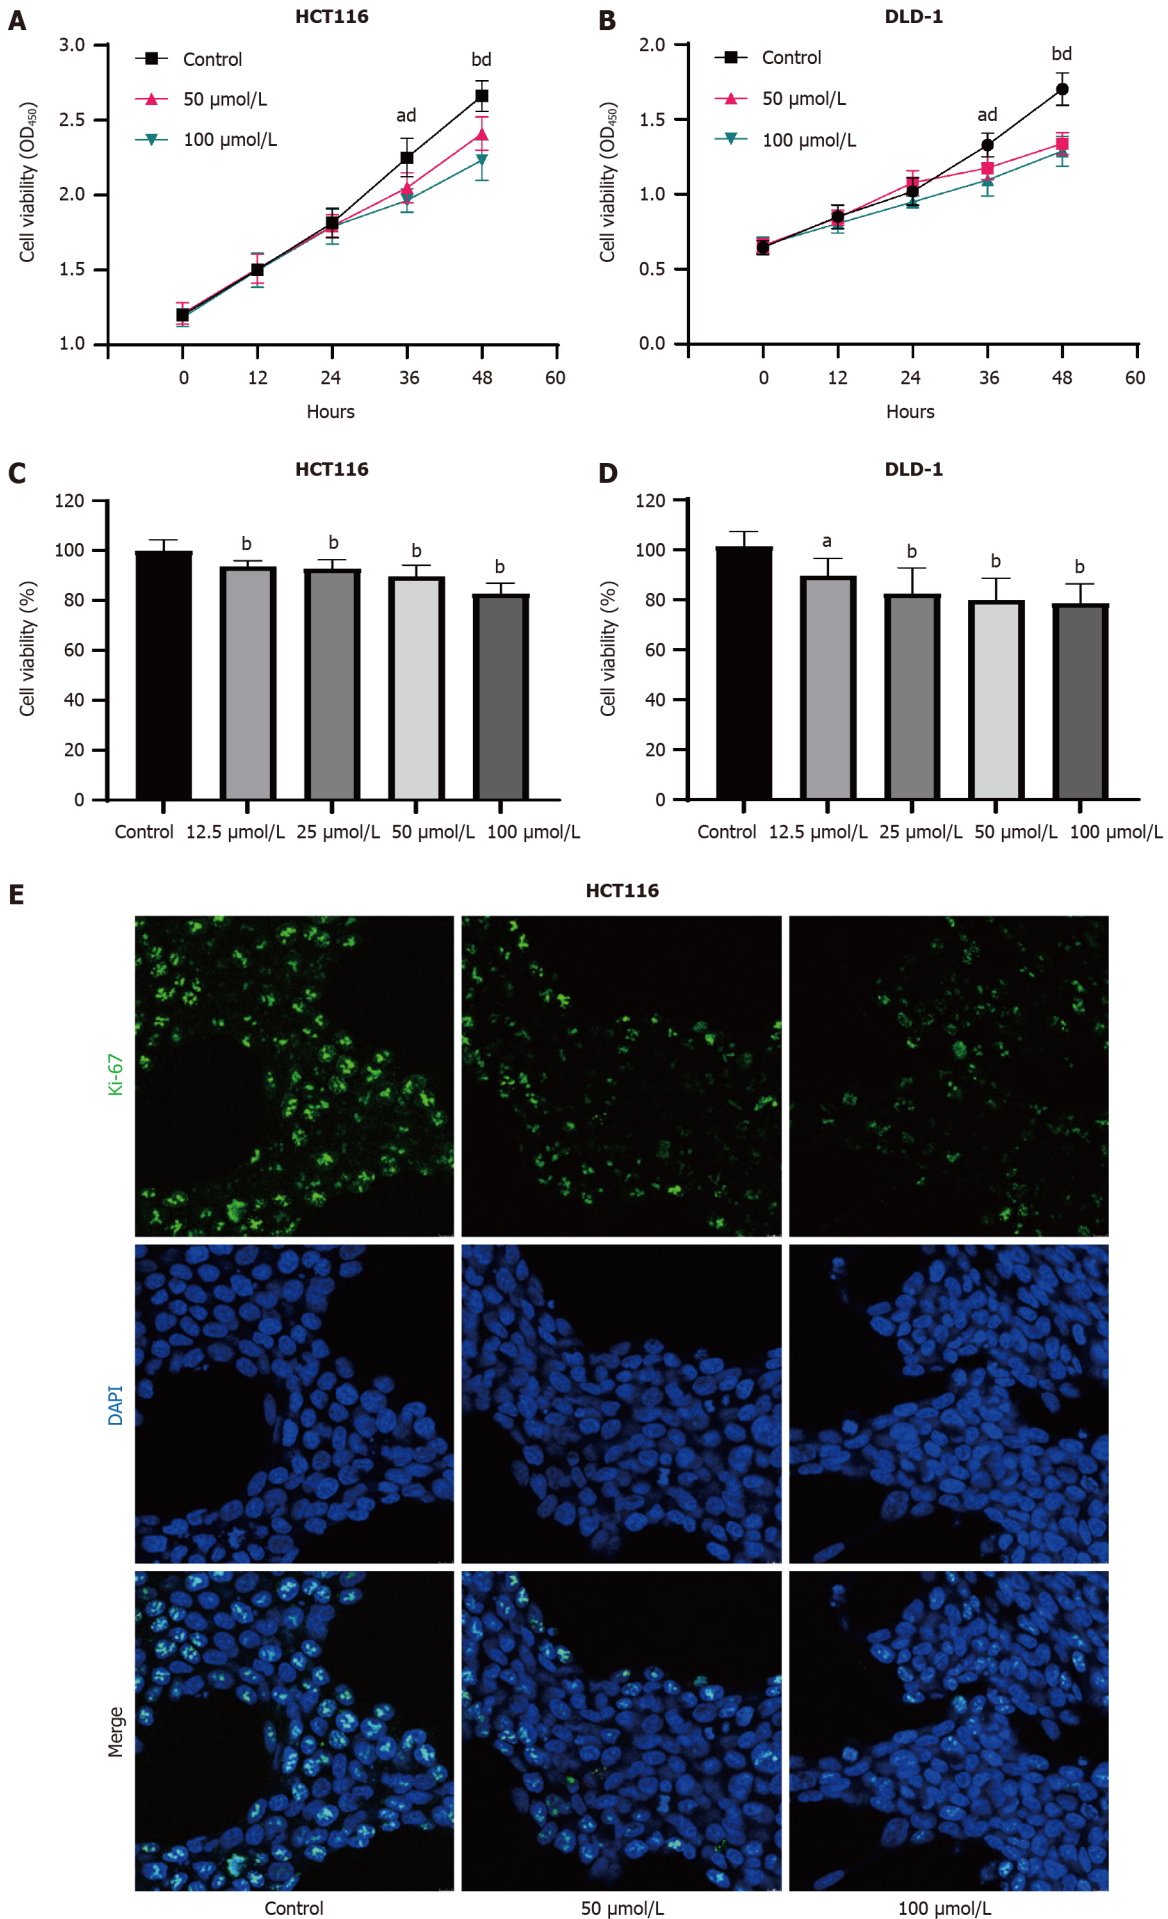 A
HCT116
Cell viability (OD450)
3.0
2.5
2.0
1.5
1.0
Control
50 μmol/L
100 μmol/L
ad
bd
0 12 24 36 48 60
Hours
B
DLD-1
Cell viability (OD450)
2.0
1.5
1.0
0.5
0.0
Control
50 μmol/L
100 μmol/L
ad
bd
0 12 24 36 48 60
Hours
C
HCT116
Cell viability (%)
120
100
80
60
40
20
0
b b b b
Control 12.5 μmol/L 25 μmol/L 50 μmol/L 100 μmol/L
D
DLD-1
Cell viability (%)
120
100
80
60
40
20
0
a b b b
Control 12.5 μmol/L 25 μmol/L 50 μmol/L 100 μmol/L
E
HCT116
Ki-67
DAPI
Merge
Control 50 μmol/L 100 μmol/L